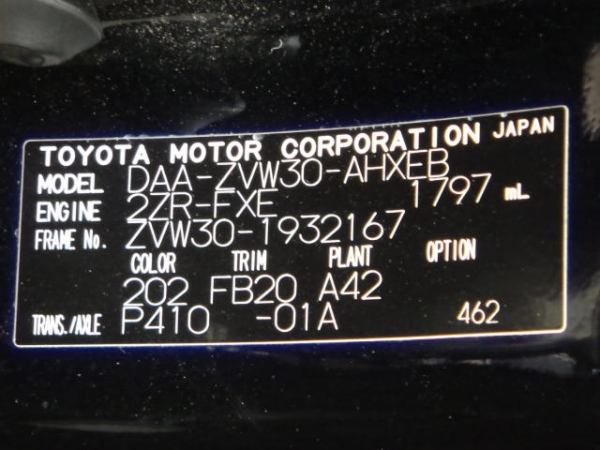 TOYOTA MOTOR CORPORATION JAPAN
MODEL DAA-ZVW30-AHXEB
ENGINE 2ZR-FXE 1797 mL
FRAME No. ZVW30-1932167
COLOR TRIM PLANT OPTION
202 FB20 A42
TRANS./AXLE P410 -01A 462